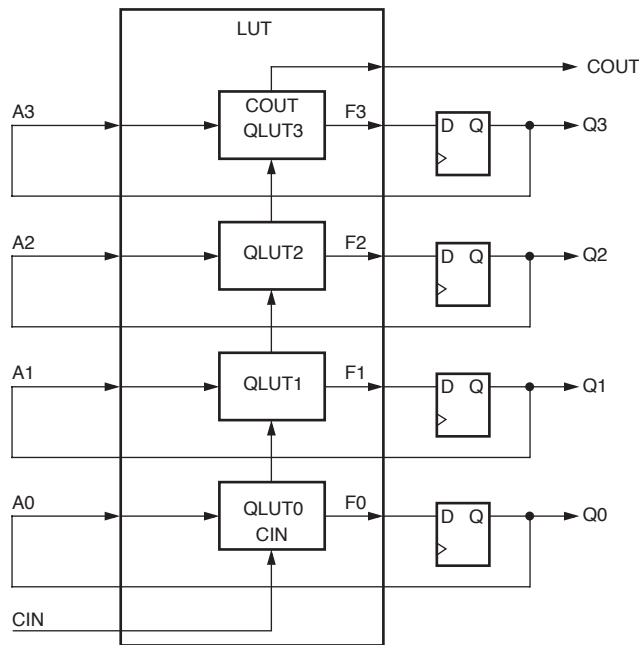 LUT
COUT
A3
COUT
QLUT3
F3
D Q
Q3
A2
QLUT2
F2
D Q
Q2
A1
QLUT1
F1
D Q
Q1
A0
QLUT0
CIN
F0
D Q
Q0
CIN